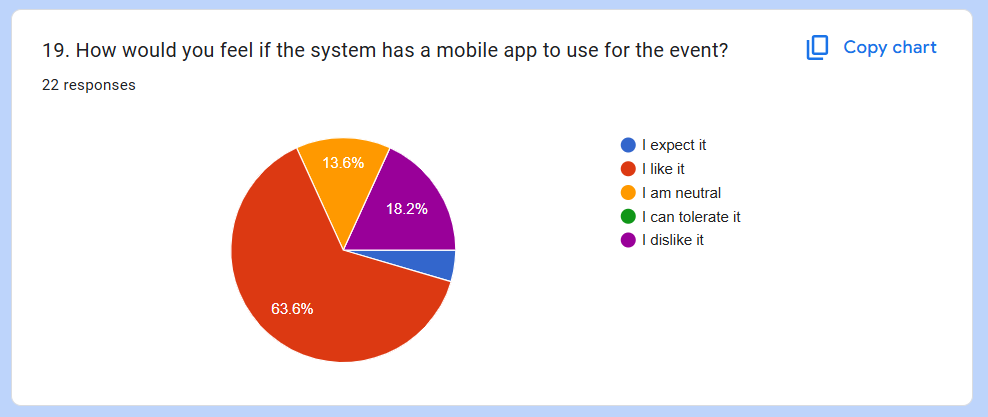 19. How would you feel if the system has a mobile app to use for the event?
Copy chart
22 responses
13.6%
18.2%
63.6%
I expect it
I like it
I am neutral
I can tolerate it
I dislike it